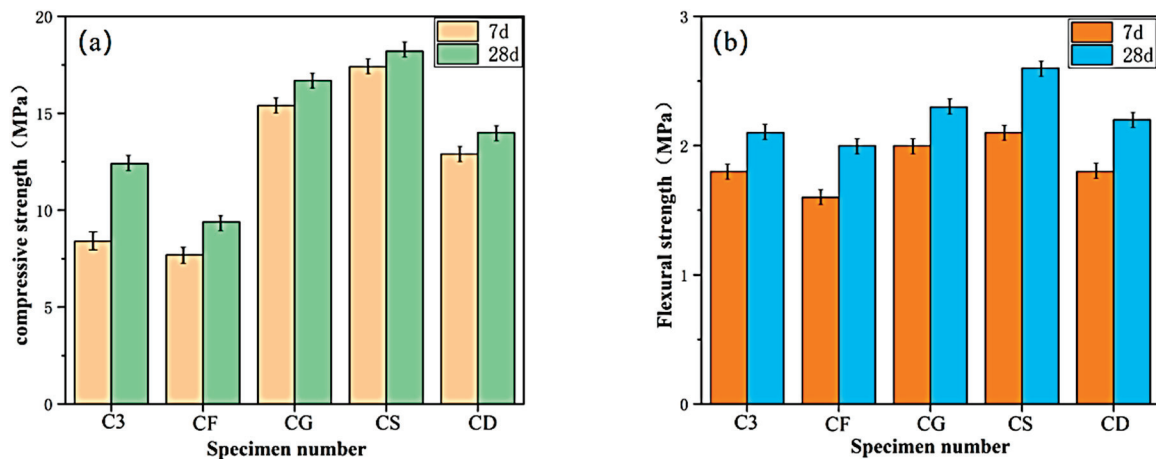 (a)
7d
28d
20
15
10
5
0
compressive strength（MPa）
C3 CF CG CS CD
Specimen number
(b)
7d
28d
3
2
1
0
Flexural strength（MPa）
C3 CF CG CS CD
Specimen number